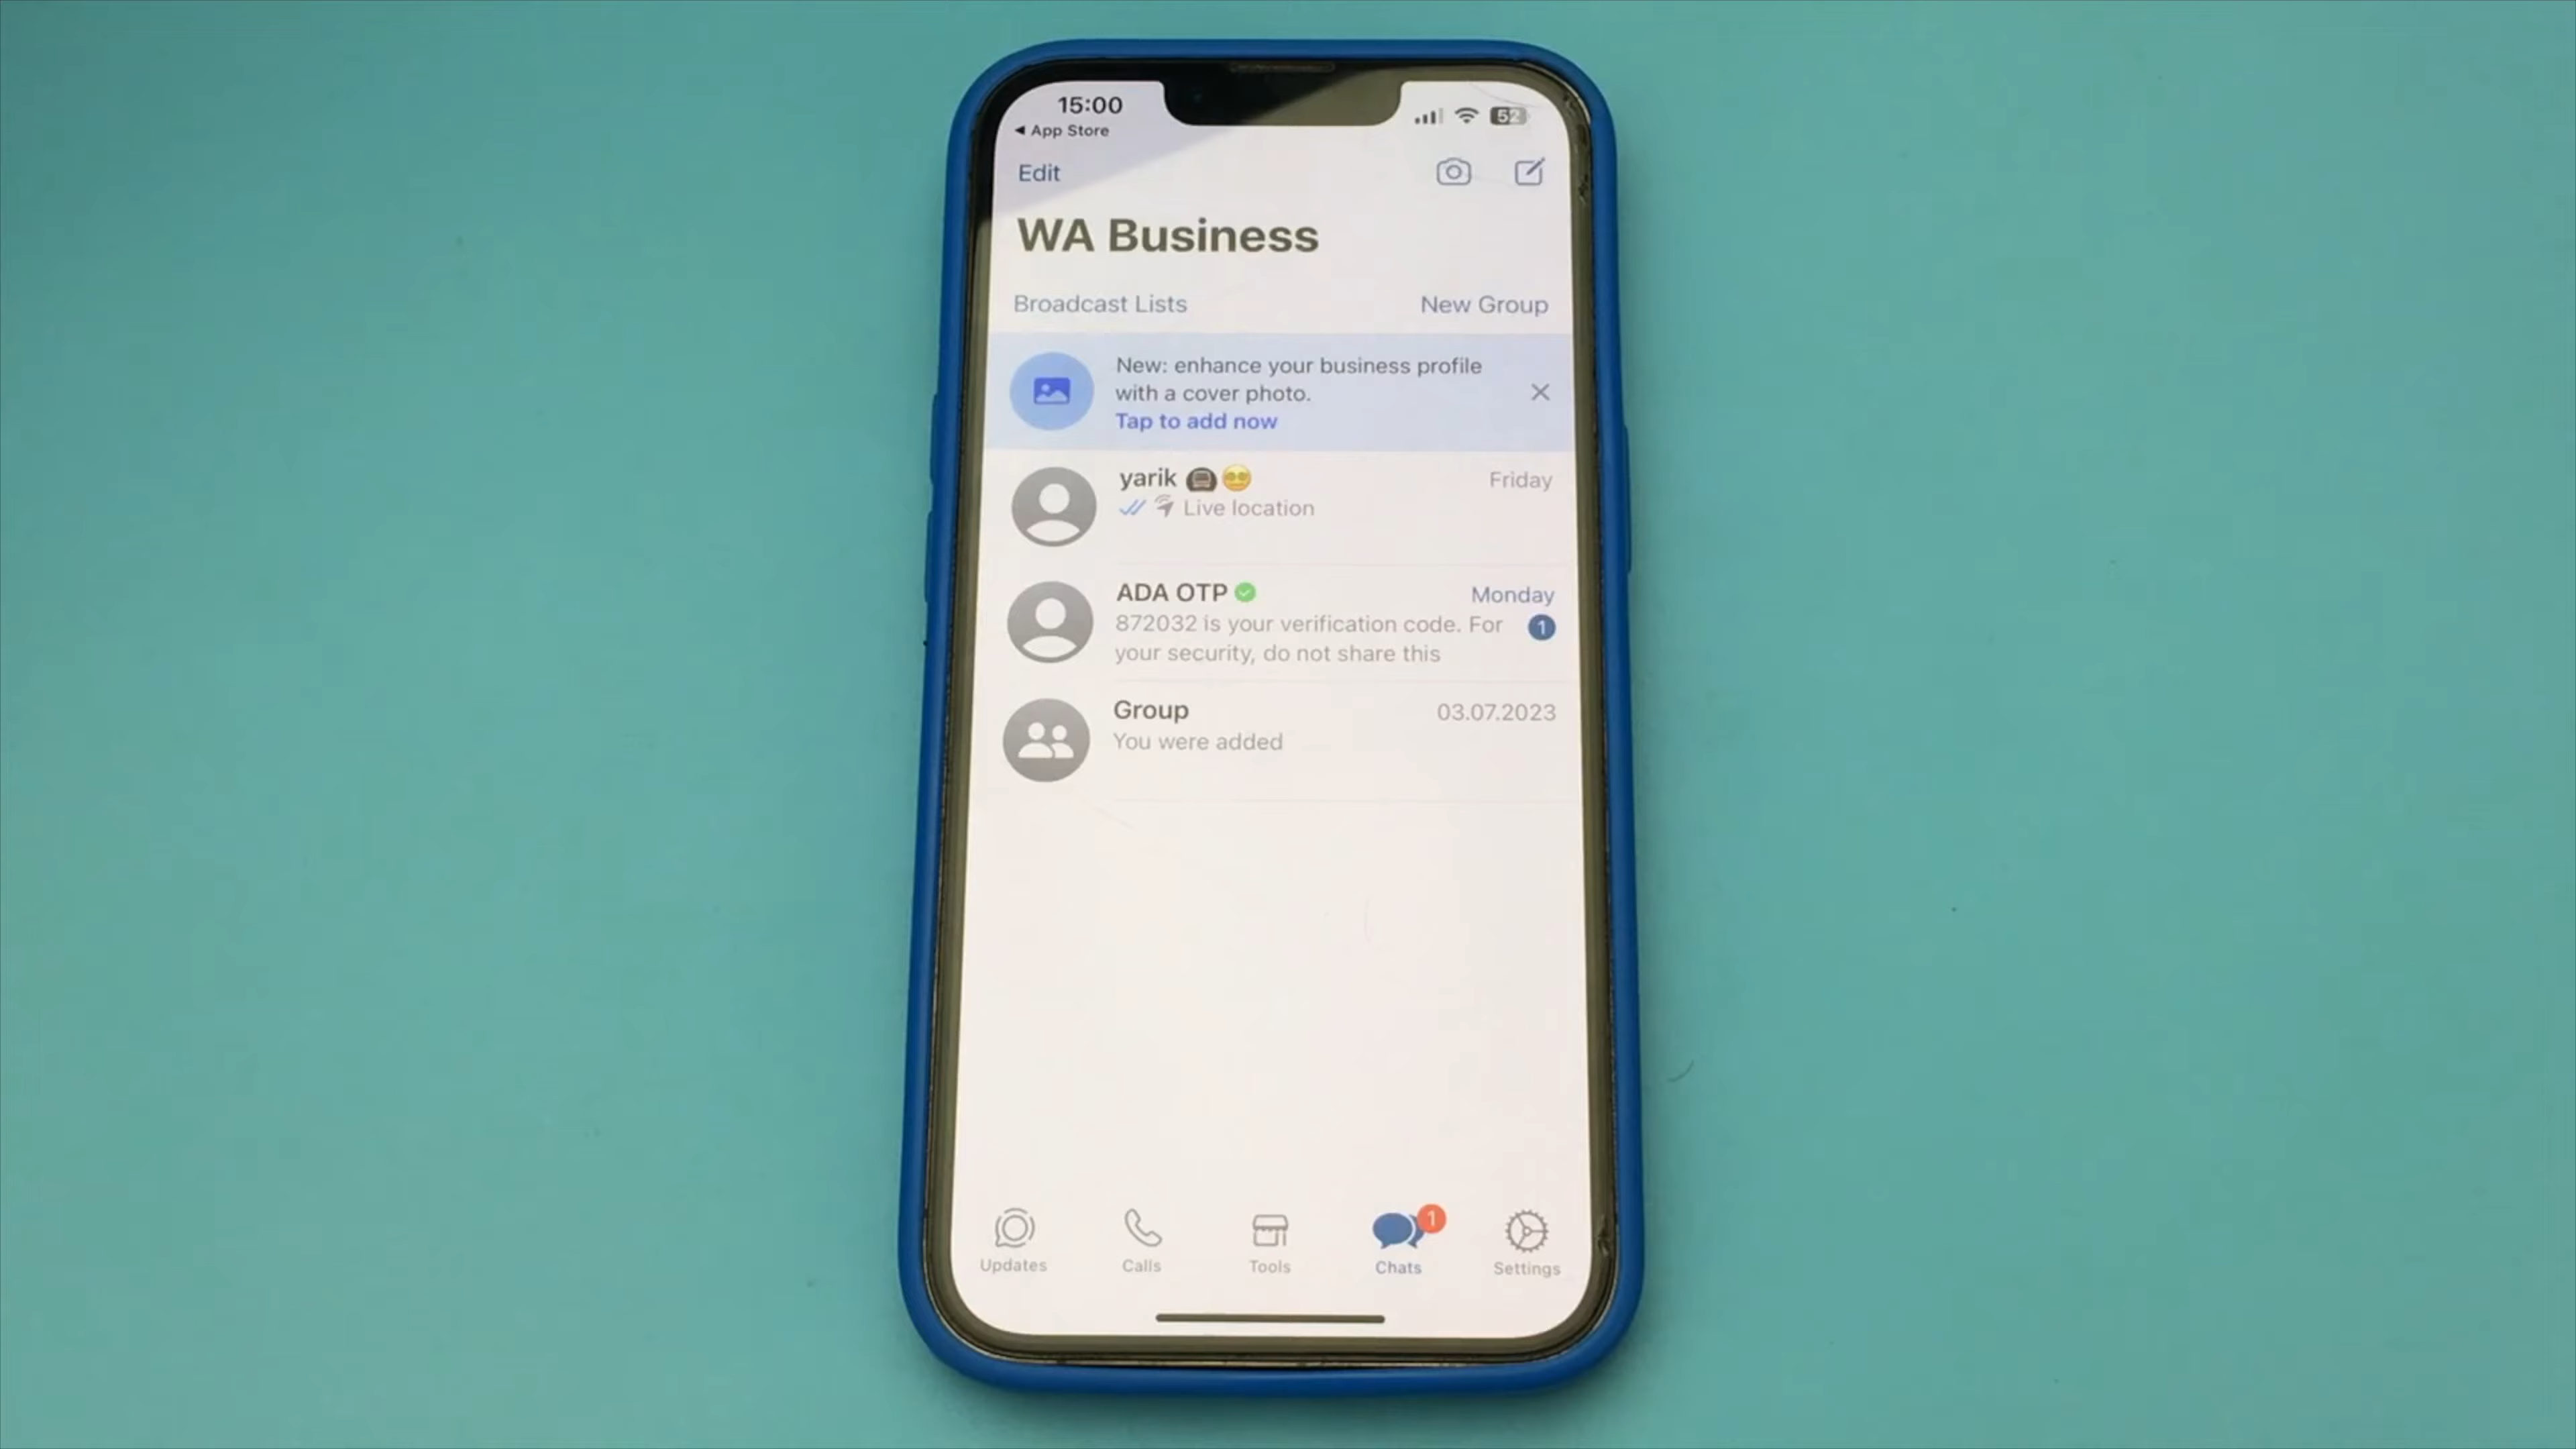 15:00
52
◀ App Store
Edit
WA Business
Broadcast Lists
New Group
New: enhance your business profile
with a cover photo.
Tap to add now
yarik
Friday
Live location
ADA OTP
Monday
872032 is your verification code. For
1
your security, do not share this
Group
03.07.2023
You were added
1
Updates
Calls
Tools
Chats
Settings